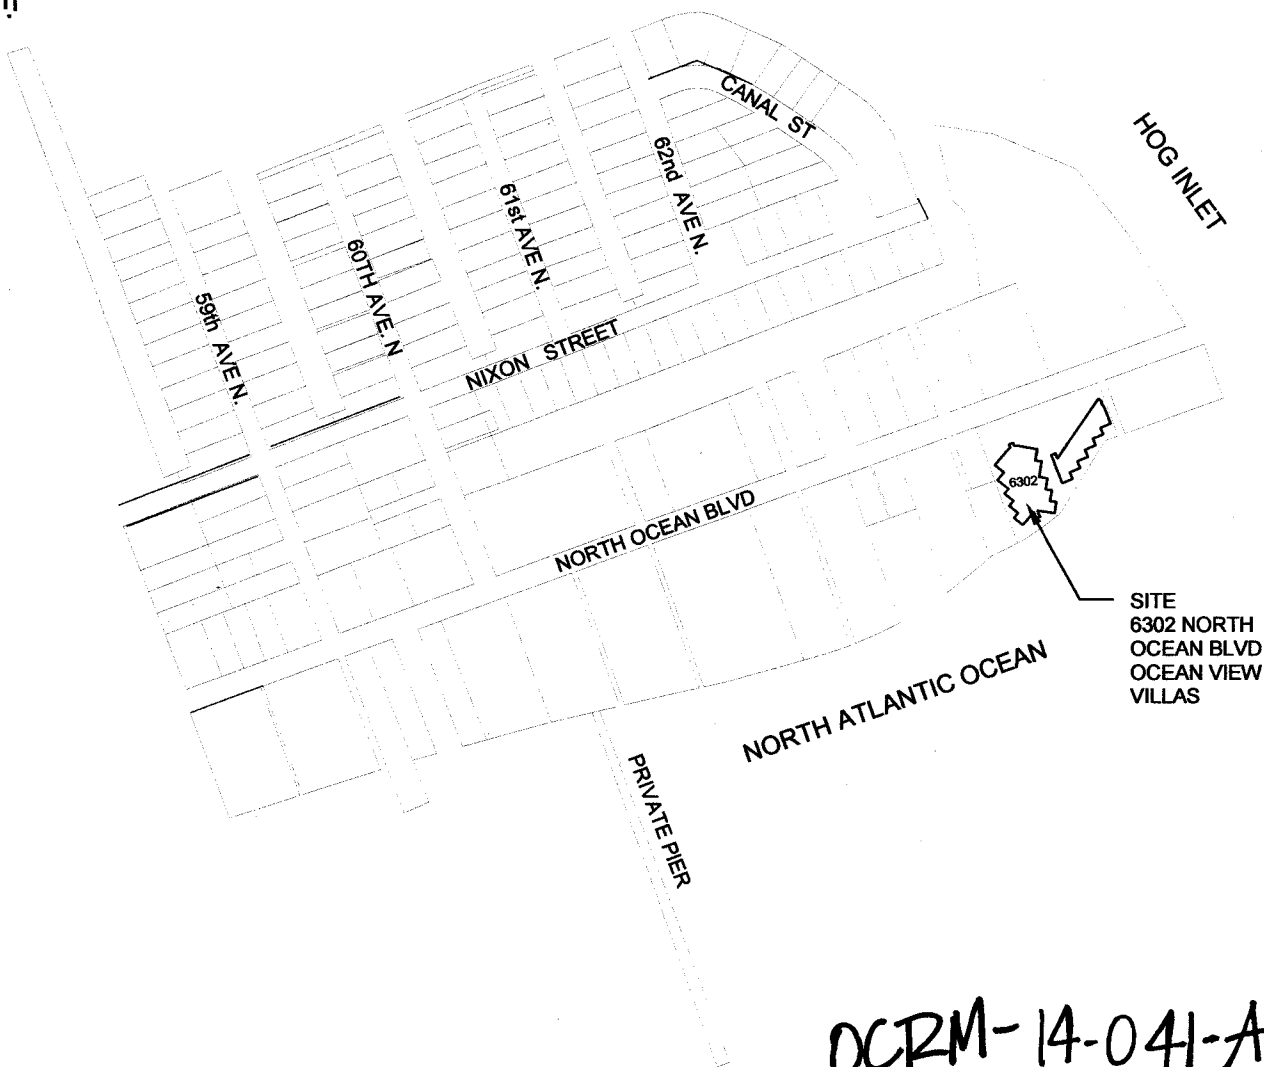 CANAL ST
HOG INLET
62nd AVE N.
61st AVE N.
60TH AVE. N
59th AVE N.
NIXON STREET
6302
NORTH OCEAN BLVD
SITE
6302 NORTH
OCEAN BLVD
OCEAN VIEW
VILLAS
NORTH ATLANTIC OCEAN
PRIVATE PIER
OCRM-14-041-A